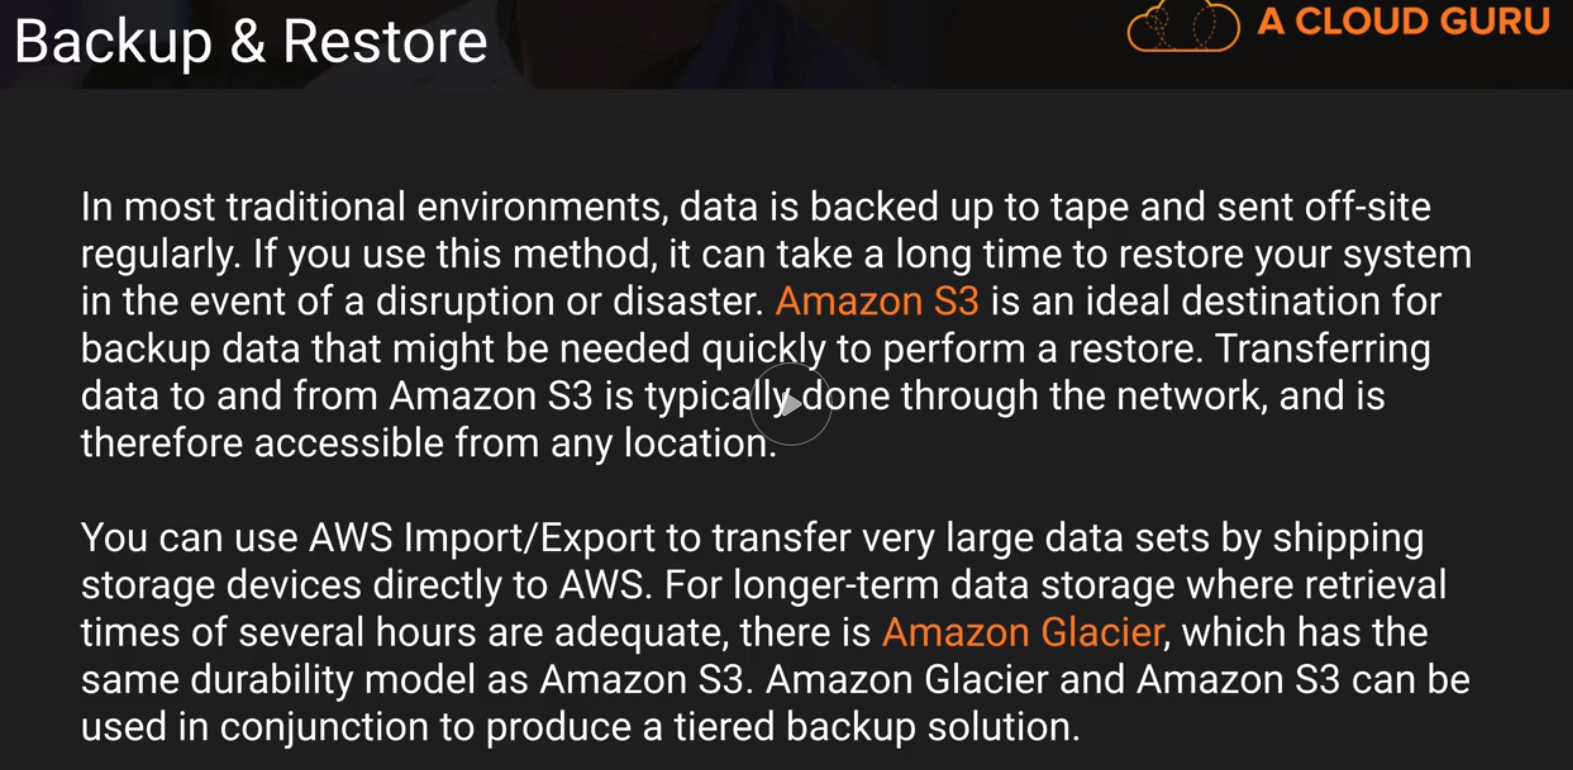 Backup & Restore
A CLOUD GURU
In most traditional environments, data is backed up to tape and sent off-site
regularly. If you use this method, it can take a long time to restore your system
in the event of a disruption or disaster. Amazon S3 is an ideal destination for
backup data that might be needed quickly to perform a restore. Transferring
data to and from Amazon S3 is typically done through the network, and is
therefore accessible from any location.
You can use AWS Import/Export to transfer very large data sets by shipping
storage devices directly to AWS. For longer-term data storage where retrieval
times of several hours are adequate, there is Amazon Glacier, which has the
same durability model as Amazon S3. Amazon Glacier and Amazon S3 can be
used in conjunction to produce a tiered backup solution.